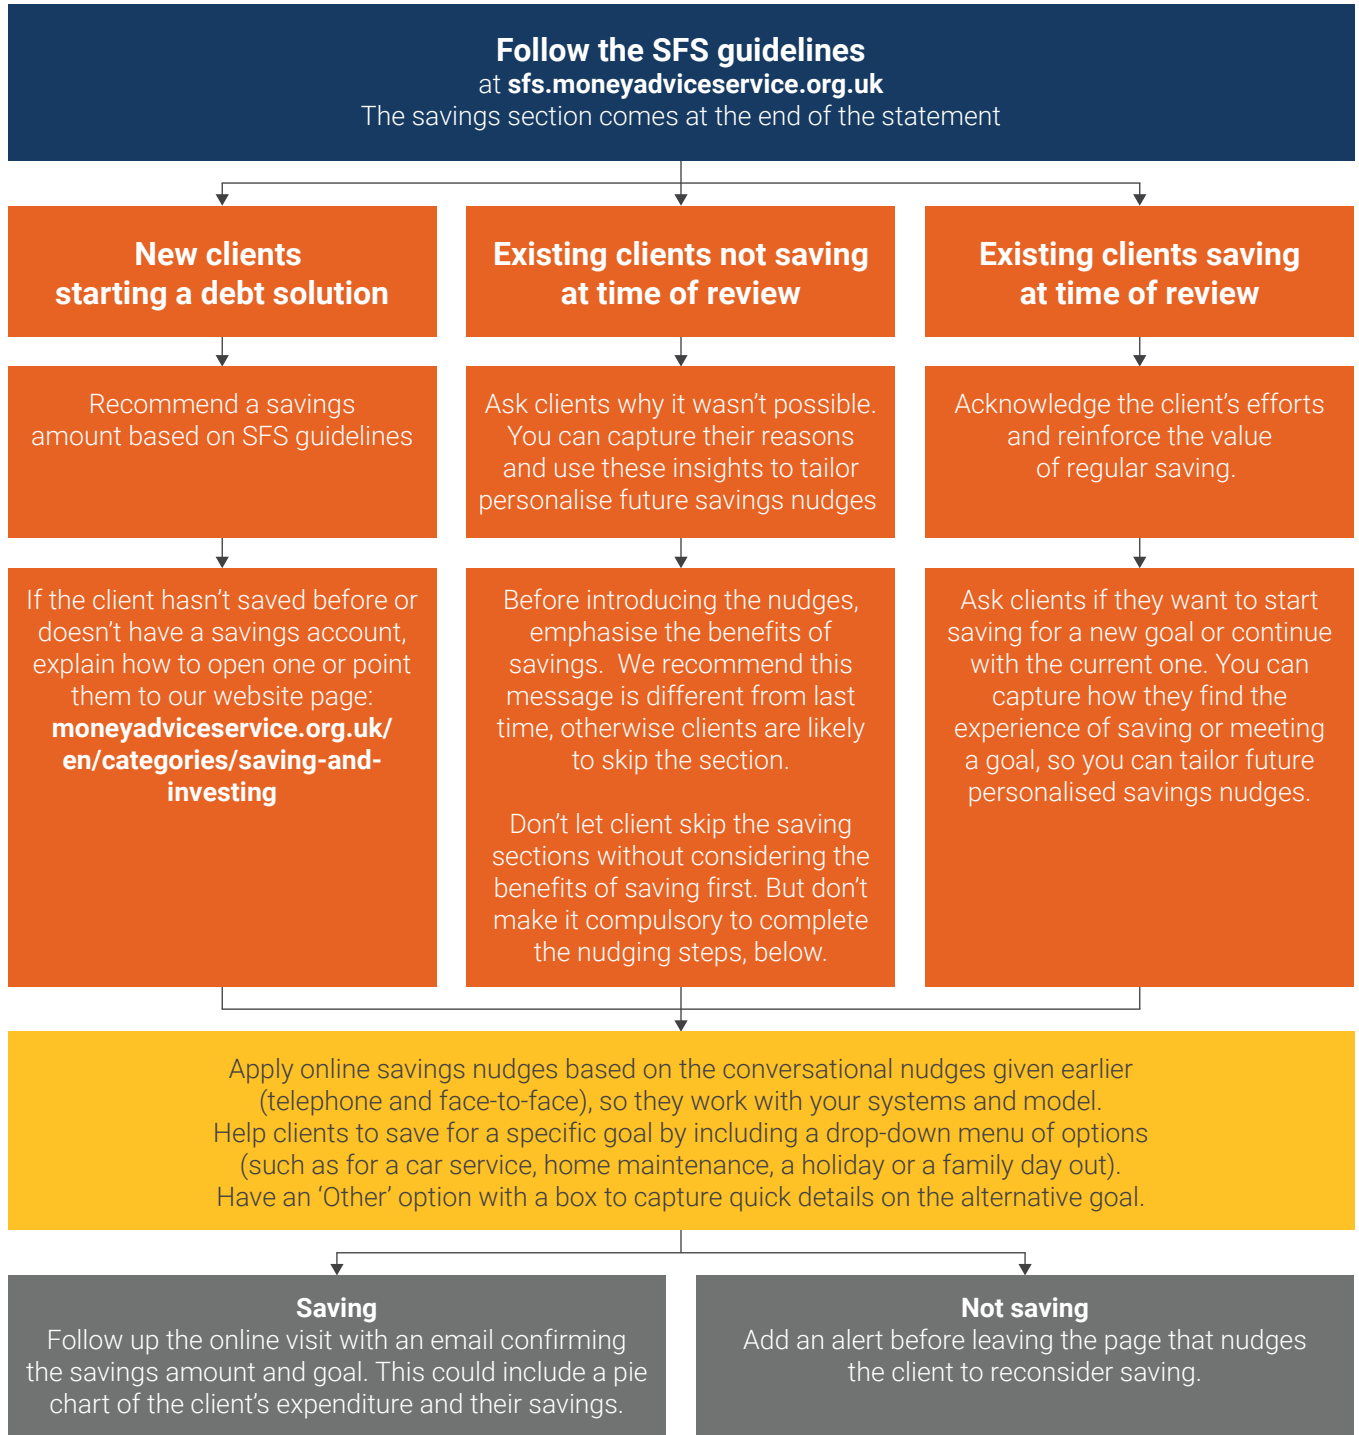 Follow the SFS guidelines
at sfs.moneyadviceservice.org.uk
The savings section comes at the end of the statement
New clients
starting a debt solution
Recommend a savings
amount based on SFS guidelines
If the client hasn’t saved before or
doesn’t have a savings account,
explain how to open one or point
them to our website page:
moneyadviceservice.org.uk/
en/categories/saving-and-
investing
Existing clients not saving
at time of review
Ask clients why it wasn’t possible.
You can capture their reasons
and use these insights to tailor
personalise future savings nudges
Before introducing the nudges,
emphasise the benefits of
savings.  We recommend this
message is different from last
time, otherwise clients are likely
to skip the section.
Don’t let client skip the saving
sections without considering the
benefits of saving first. But don’t
make it compulsory to complete
the nudging steps, below.
Existing clients saving
at time of review
Acknowledge the client’s efforts
and reinforce the value
of regular saving.
Ask clients if they want to start
saving for a new goal or continue
with the current one. You can
capture how they find the
experience of saving or meeting
a goal, so you can tailor future
personalised savings nudges.
Apply online savings nudges based on the conversational nudges given earlier
(telephone and face-to-face), so they work with your systems and model.
Help clients to save for a specific goal by including a drop-down menu of options
(such as for a car service, home maintenance, a holiday or a family day out).
Have an ‘Other’ option with a box to capture quick details on the alternative goal.
Saving
Follow up the online visit with an email confirming
the savings amount and goal. This could include a pie
chart of the client’s expenditure and their savings.
Not saving
Add an alert before leaving the page that nudges
the client to reconsider saving.